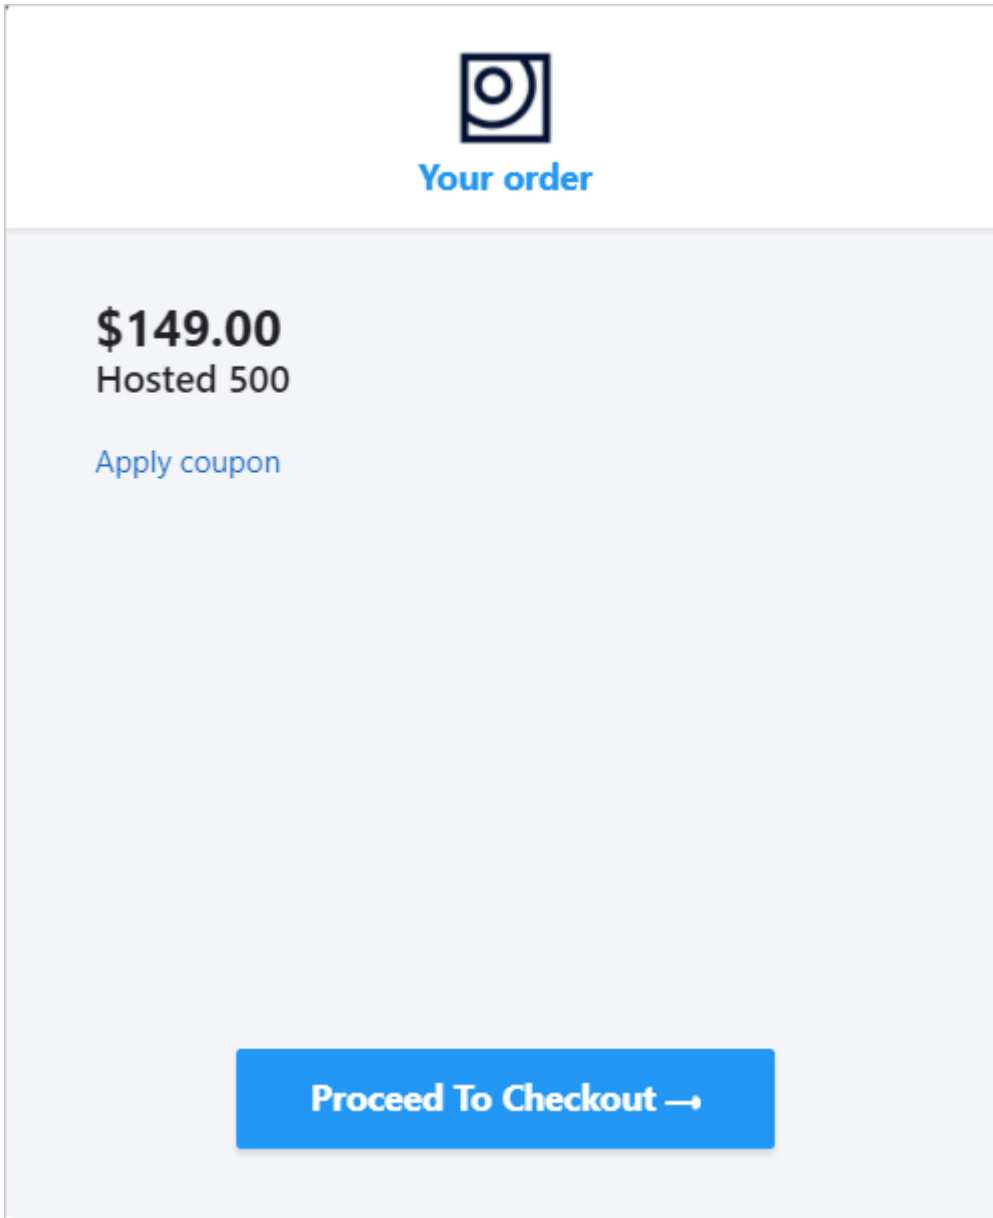 Your order
$149.00
Hosted 500
Apply coupon
Proceed To Checkout →